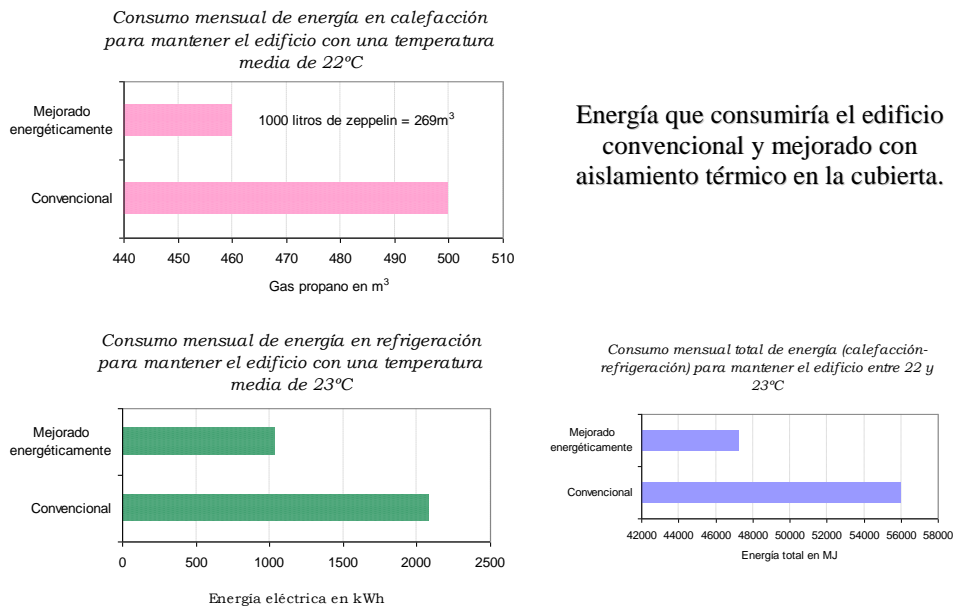 Consumo mensual de energía en calefacción
para mantener el edificio con una temperatura
media de 22ºC
Mejorado
energéticamente
1000 litros de zeppelin = 269m³
Convencional
440 450 460 470 480 490 500 510
Gas propano en m³
Energía que consumiría el edificio
convencional y mejorado con
aislamiento térmico en la cubierta.
Consumo mensual de energía en refrigeración
para mantener el edificio con una temperatura
media de 23ºC
Mejorado
energéticamente
Convencional
0 500 1000 1500 2000 2500
Energía eléctrica en kWh
Consumo mensual total de energía (calefacción-
refrigeración) para mantener el edificio entre 22 y
23ºC
Mejorado
energéticamente
Convencional
42000 44000 46000 48000 50000 52000 54000 56000 58000
Energía total en MJ